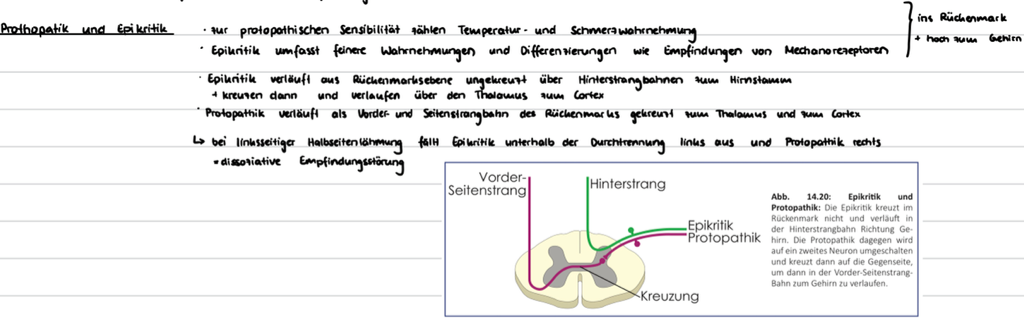 Prothopatik und Epikritik
· zur protopathischen Sensibilität zählen Temperatur- und Schmerzwahrnehmung
· Epikritik umfasst feinere Wahrnehmungen und Differenzierungen wie Empfindungen von Mechanorezeptoren
ins Rückenmark
+ hoch zum Gehirn
· Epikritik verläuft aus Rückenmarksebene ungekreuzt über Hinterstrangbahnen zum Hirnstamm
+ kreuzen dann und verlaufen über den Thalamus zum Cortex
· Protopathik verläuft als Vorder- und Seitenstrangbahn des Rückenmarks gekreuzt zum Thalamus und zum Cortex
↳ bei linksseitiger Halbseitenlähmung fällt Epikritik unterhalb der Durchtrennung links aus und Protopathik rechts
= dissoziative Empfindungsstörung
Vorder-
Seitenstrang
Hinterstrang
Epikritik
Protopathik
Kreuzung
Abb. 14.20: Epikritik und
Protopathik: Die Epikritik kreuzt im
Rückenmark nicht und verläuft in
der Hinterstrangbahn Richtung Ge-
hirn. Die Protopathik dagegen wird
auf ein zweites Neuron umgeschalten
und kreuzt dann auf die Gegenseite,
um dann in der Vorder-Seitenstrang-
Bahn zum Gehirn zu verlaufen.